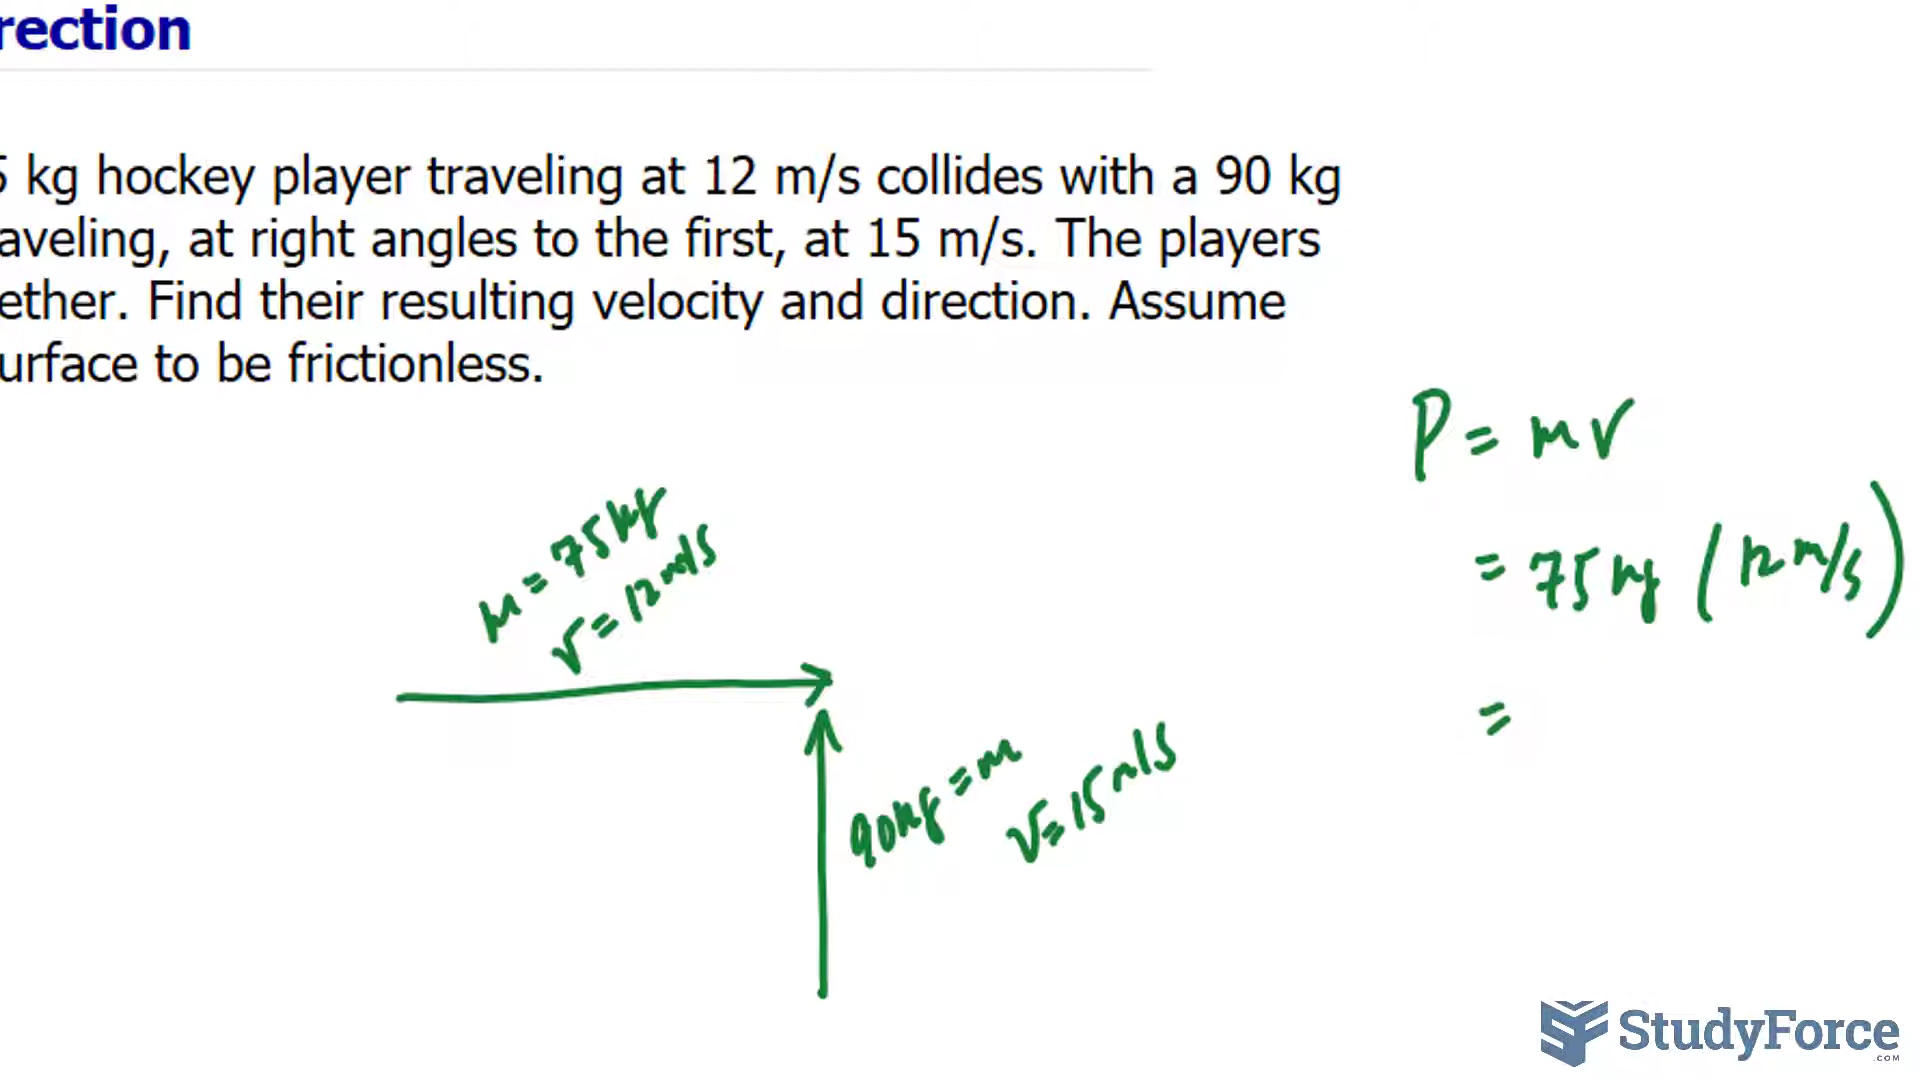 rection
5 kg hockey player traveling at 12 m/s collides with a 90 kg
aveling, at right angles to the first, at 15 m/s. The players
ether. Find their resulting velocity and direction. Assume
urface to be frictionless.
P = mv
= 75 kg (12 m/s)
=
m = 75 kg
v = 12 m/s
90 kg = m
v = 15 m/s
StudyForce
.COM